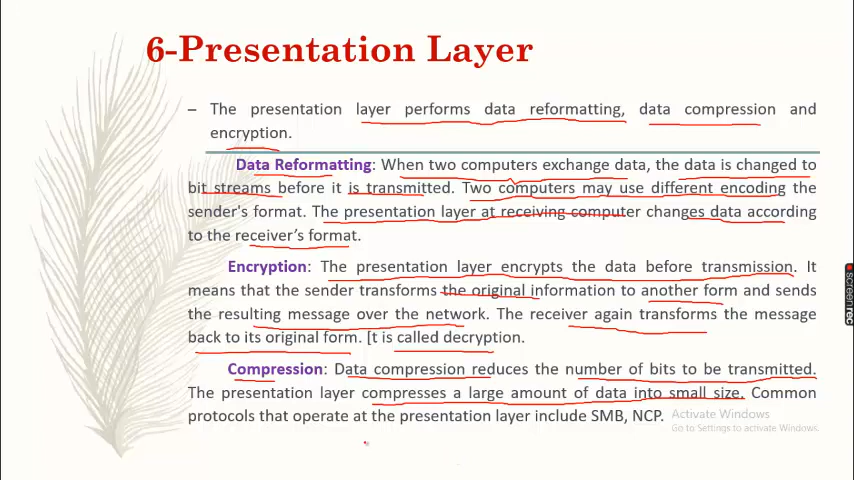 6-Presentation Layer
– The presentation layer performs data reformatting, data compression and
encryption.
Data Reformatting: When two computers exchange data, the data is changed to
bit streams before it is transmitted. Two computers may use different encoding the
sender's format. The presentation layer at receiving computer changes data according
to the receiver's format.
Encryption: The presentation layer encrypts the data before transmission. It
means that the sender transforms the original information to another form and sends
the resulting message over the network. The receiver again transforms the message
back to its original form. [t is called decryption.
Compression: Data compression reduces the number of bits to be transmitted.
The presentation layer compresses a large amount of data into small size. Common
protocols that operate at the presentation layer include SMB, NCP.
Activate Windows
Go to Settings to activate Windows.
screenrec